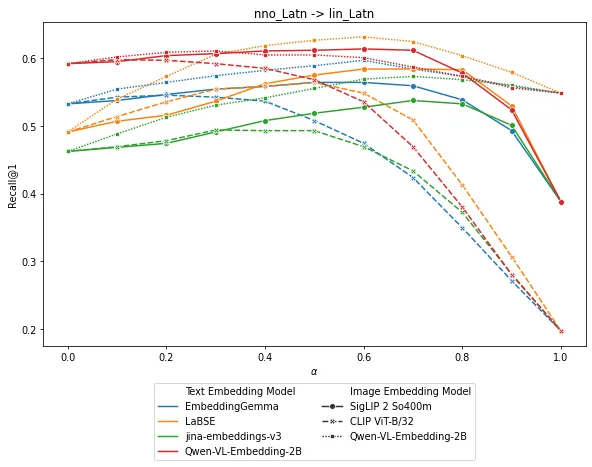 nno_Latn -> lin_Latn
Recall@1
0.6
0.5
0.4
0.3
0.2
0.0 0.2 0.4 0.6 0.8 1.0
α
Text Embedding Model Image Embedding Model
EmbeddingGemma SigLIP 2 So400m
LaBSE CLIP ViT-B/32
jina-embeddings-v3 Qwen-VL-Embedding-2B
Qwen-VL-Embedding-2B